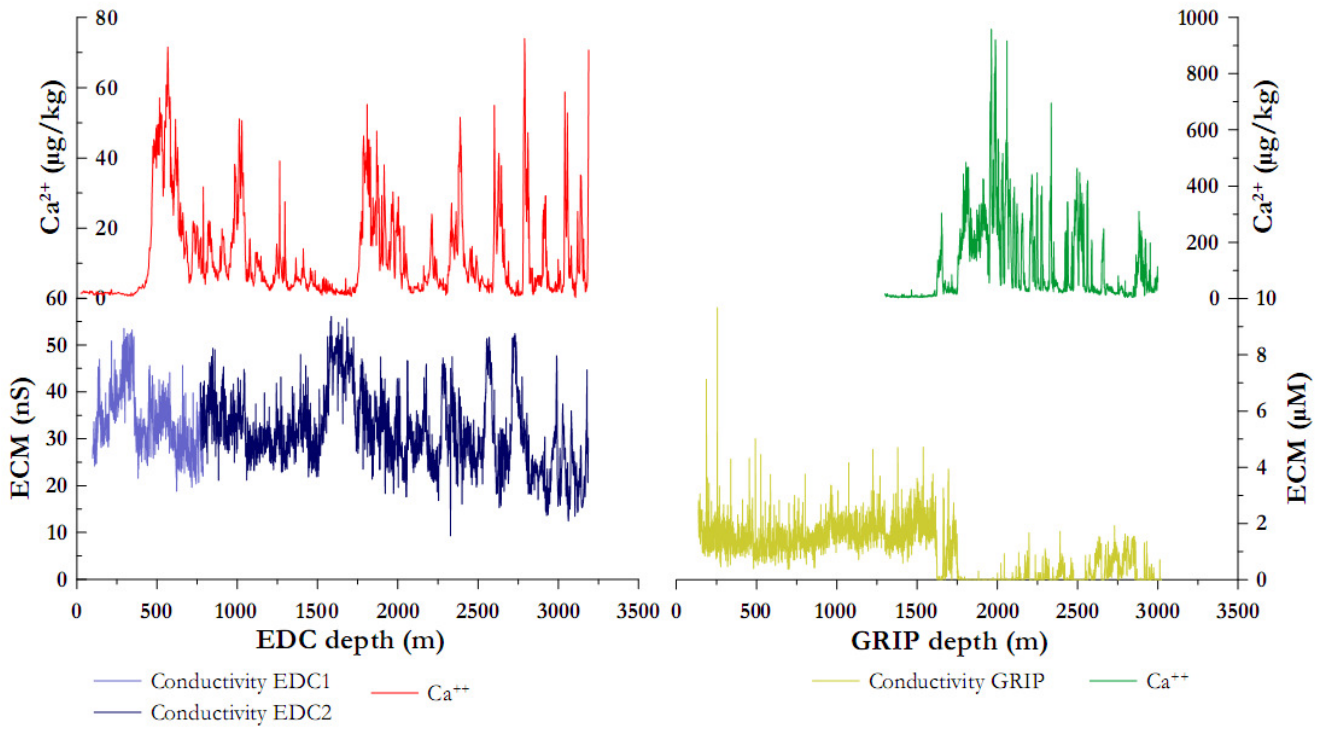 80
60
40
20
0
Ca²⁺ (µg/kg)
60
50
40
30
20
10
0
ECM (nS)
0 500 1000 1500 2000 2500 3000 3500
EDC depth (m)
Conductivity EDC1
Conductivity EDC2
Ca⁺⁺
1000
800
600
400
200
0
Ca²⁺ (µg/kg)
10
8
6
4
2
0
ECM (µM)
0 500 1000 1500 2000 2500 3000 3500
GRIP depth (m)
Conductivity GRIP
Ca⁺⁺